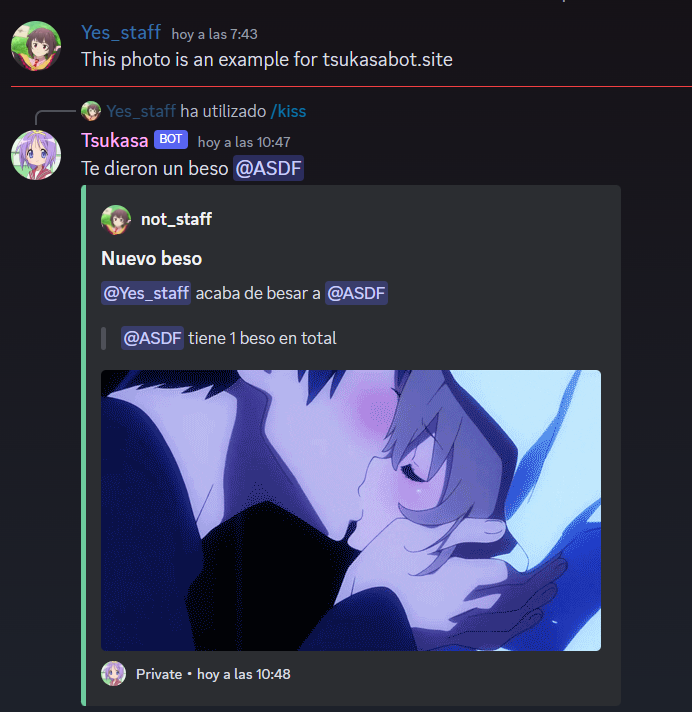 Yes_staff hoy a las 7:43
This photo is an example for tsukasabot.site
Yes_staff ha utilizado /kiss
Tsukasa BOT hoy a las 10:47
Te dieron un beso @ASDF
not_staff
Nuevo beso
@Yes_staff acaba de besar a @ASDF
@ASDF tiene 1 beso en total
Private • hoy a las 10:48